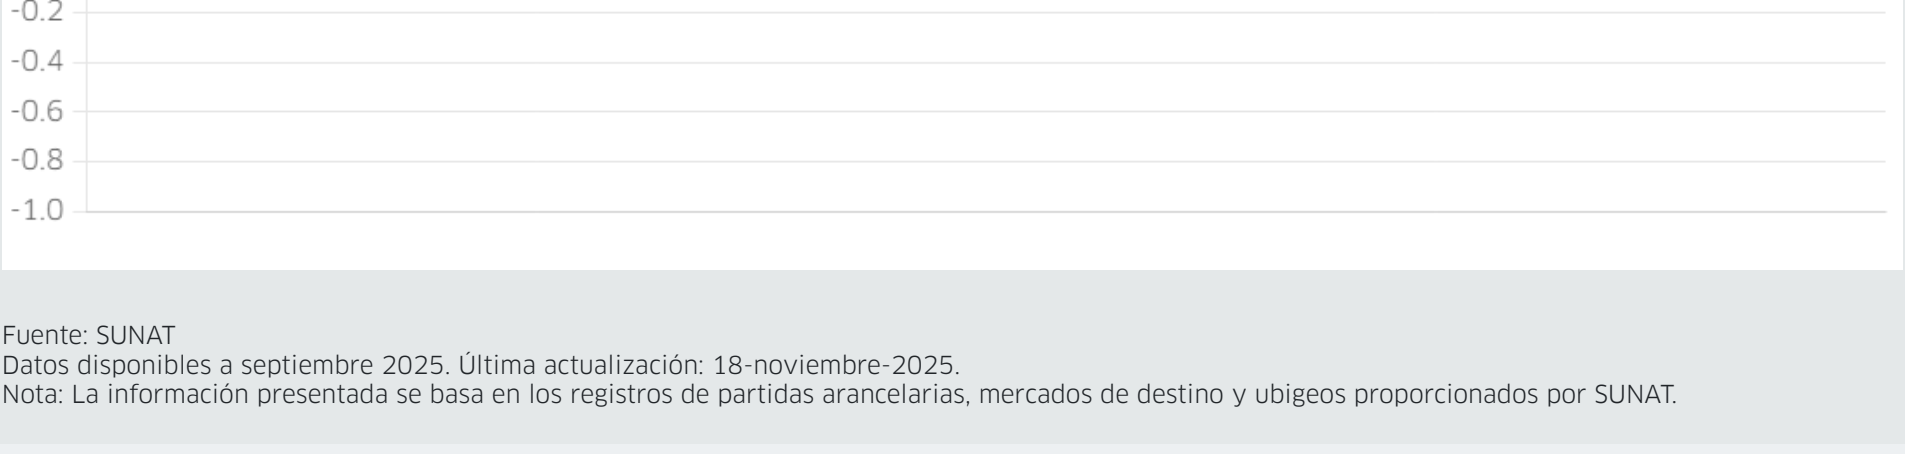 -0.2
-0.4
-0.6
-0.8
-1.0
Fuente: SUNAT
Datos disponibles a septiembre 2025. Última actualización: 18-noviembre-2025.
Nota: La información presentada se basa en los registros de partidas arancelarias, mercados de destino y ubigeos proporcionados por SUNAT.